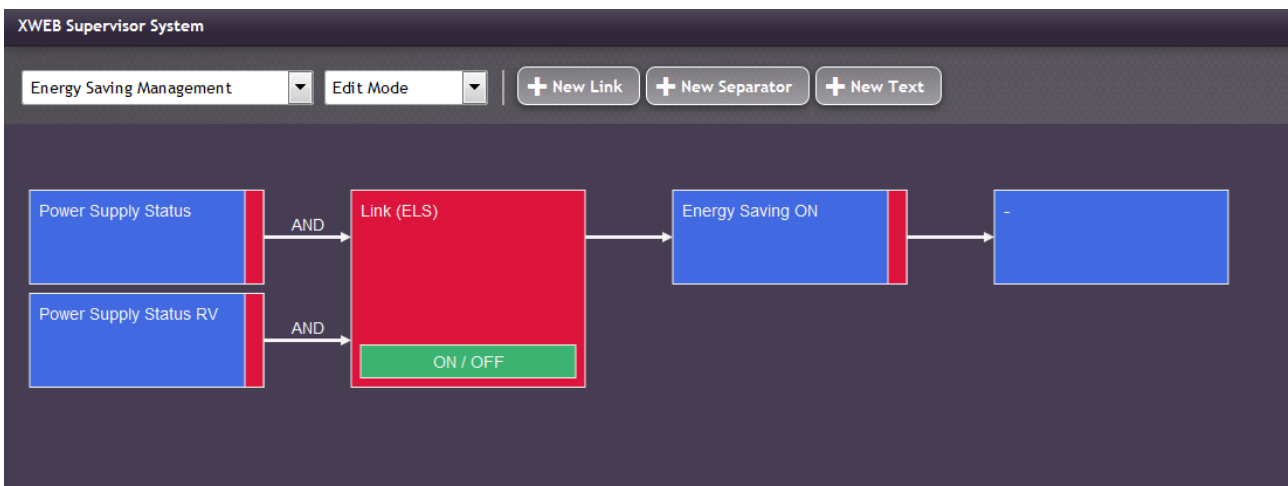 XWEB Supervisor System
Energy Saving Management
Edit Mode
New Link
New Separator
New Text
Power Supply Status
AND
Link (ELS)
Energy Saving ON
-
Power Supply Status RV
AND
ON / OFF